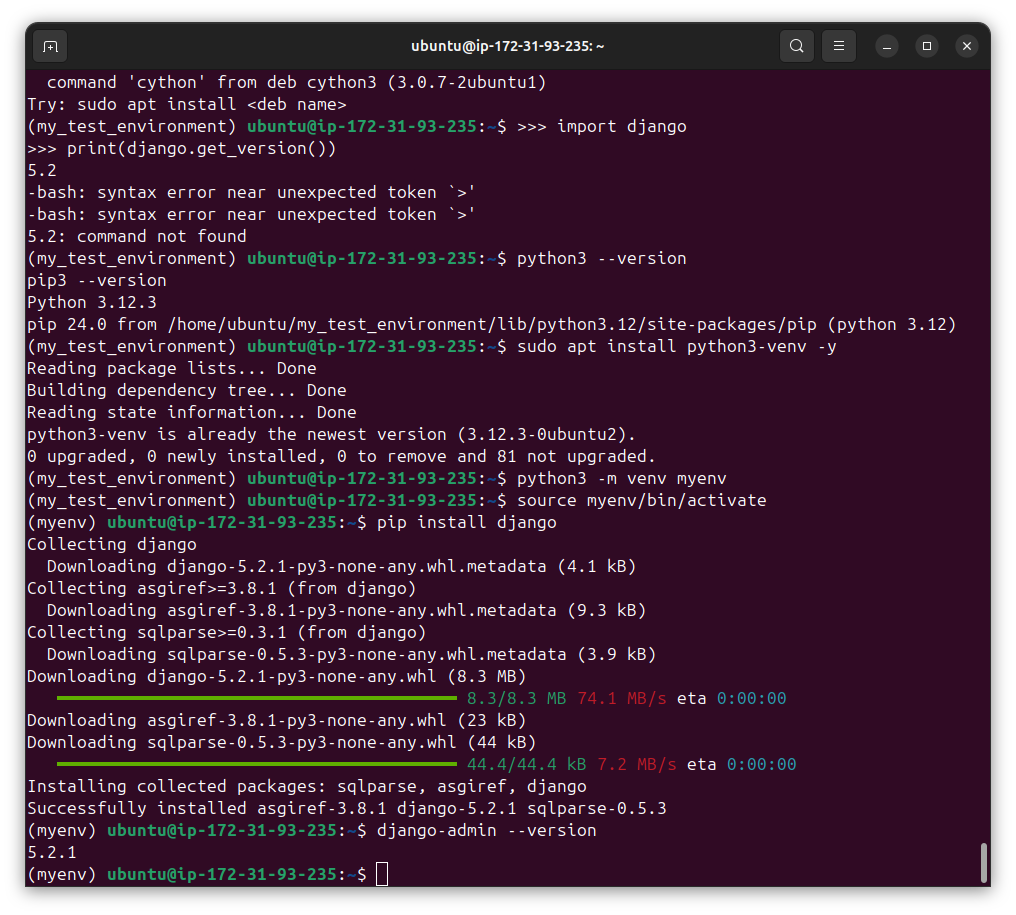 ubuntu@ip-172-31-93-235: ~
  command 'cython' from deb cython3 (3.0.7-2ubuntu1)
Try: sudo apt install <deb name>
(my_test_environment) ubuntu@ip-172-31-93-235:~$ >>> import django
>>> print(django.get_version())
5.2
-bash: syntax error near unexpected token `>'
-bash: syntax error near unexpected token `>'
5.2: command not found
(my_test_environment) ubuntu@ip-172-31-93-235:~$ python3 --version
pip3 --version
Python 3.12.3
pip 24.0 from /home/ubuntu/my_test_environment/lib/python3.12/site-packages/pip (python 3.12)
(my_test_environment) ubuntu@ip-172-31-93-235:~$ sudo apt install python3-venv -y
Reading package lists... Done
Building dependency tree... Done
Reading state information... Done
python3-venv is already the newest version (3.12.3-0ubuntu2).
0 upgraded, 0 newly installed, 0 to remove and 81 not upgraded.
(my_test_environment) ubuntu@ip-172-31-93-235:~$ python3 -m venv myenv
(my_test_environment) ubuntu@ip-172-31-93-235:~$ source myenv/bin/activate
(myenv) ubuntu@ip-172-31-93-235:~$ pip install django
Collecting django
  Downloading django-5.2.1-py3-none-any.whl.metadata (4.1 kB)
Collecting asgiref>=3.8.1 (from django)
  Downloading asgiref-3.8.1-py3-none-any.whl.metadata (9.3 kB)
Collecting sqlparse>=0.3.1 (from django)
  Downloading sqlparse-0.5.3-py3-none-any.whl.metadata (3.9 kB)
Downloading django-5.2.1-py3-none-any.whl (8.3 MB)
8.3/8.3 MB 74.1 MB/s eta 0:00:00
Downloading asgiref-3.8.1-py3-none-any.whl (23 kB)
Downloading sqlparse-0.5.3-py3-none-any.whl (44 kB)
44.4/44.4 kB 7.2 MB/s eta 0:00:00
Installing collected packages: sqlparse, asgiref, django
Successfully installed asgiref-3.8.1 django-5.2.1 sqlparse-0.5.3
(myenv) ubuntu@ip-172-31-93-235:~$ django-admin --version
5.2.1
(myenv) ubuntu@ip-172-31-93-235:~$